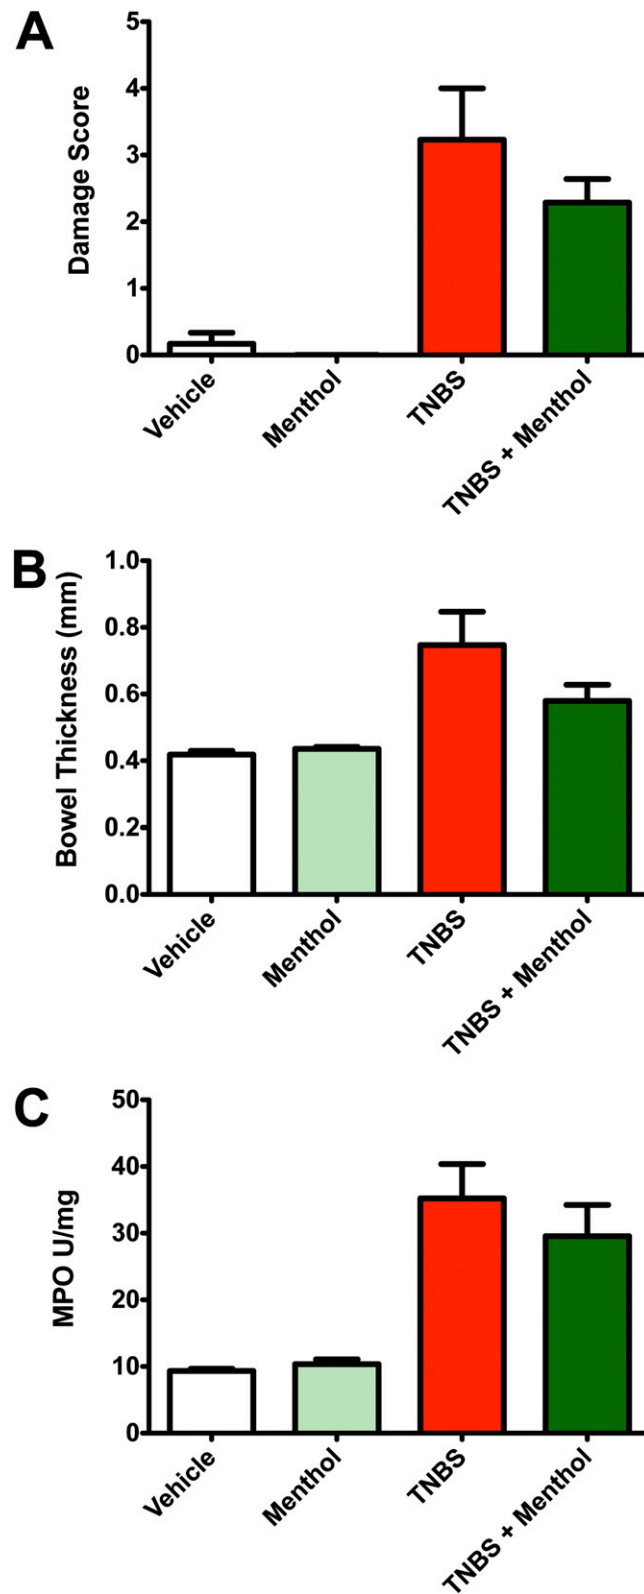 A
Damage Score
5
4
3
2
1
0
Vehicle
Menthol
TNBS
TNBS + Menthol
B
Bowel Thickness (mm)
1.0
0.8
0.6
0.4
0.2
0.0
Vehicle
Menthol
TNBS
TNBS + Menthol
C
MPO U/mg
50
40
30
20
10
0
Vehicle
Menthol
TNBS
TNBS + Menthol